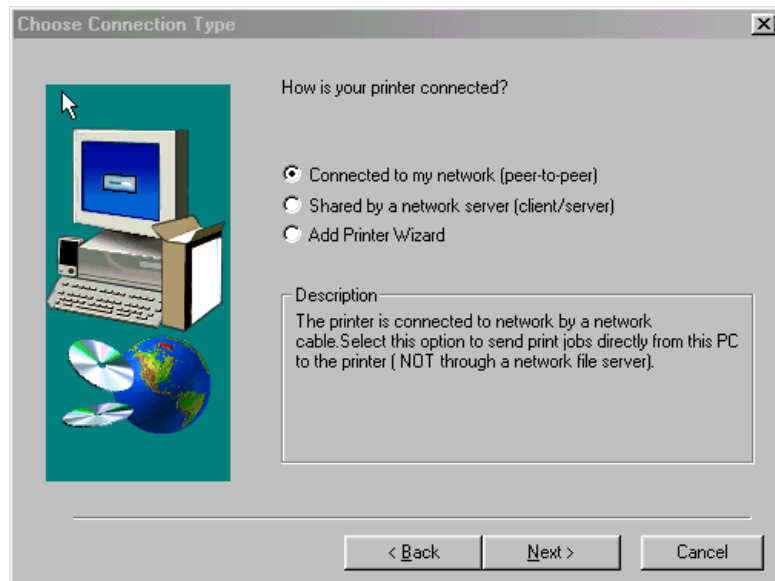 Choose Connection Type
How is your printer connected?
Connected to my network (peer-to-peer)
Shared by a network server (client/server)
Add Printer Wizard
Description
The printer is connected to network by a network
cable.Select this option to send print jobs directly from this PC
to the printer ( NOT through a network file server).
< Back
Next >
Cancel